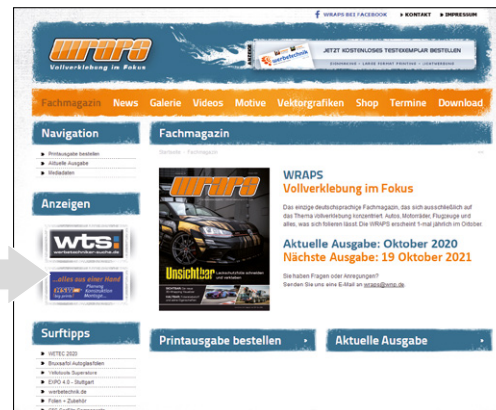 WRAPS BEI FACEBOOK KONTAKT IMPRESSUM
wraps
Vollverklebung im Fokus
ANZEIGE
werbetechnik
JETZT KOSTENLOSES TESTEXEMPLAR BESTELLEN
Fachmagazin News Galerie Videos Motive Vektorgrafiken Shop Termine Download
Navigation
Printausgabe bestellen
Aktuelle Ausgabe
Mediadaten
Anzeigen
wts:
werbetechniker-suche.de
...alles aus einer Hand
Planung
Konstruktion
Montage...
Surftipps
WETEC 2020
Bruxsafol Autoglasfolien
EXPO 4.0 - Stuttgart
werbetechnik.de
Folien + Zubehör
Fachmagazin
Startseite - Fachmagazin
wraps
Unsichtbar
WRAPS
Vollverklebung im Fokus
Das einzige deutschsprachige Fachmagazin, das sich ausschließlich auf
das Thema Vollverklebung konzentriert. Autos, Motorräder, Flugzeuge und
alles, was sich folieren lässt. Die WRAPS erscheint 1-mal jährlich im Oktober.
Aktuelle Ausgabe: Oktober 2020
Nächste Ausgabe: 19 Oktober 2021
Sie haben Fragen oder Anregungen?
Senden Sie uns eine E-Mail an wraps@wnp.de
Printausgabe bestellen
Aktuelle Ausgabe